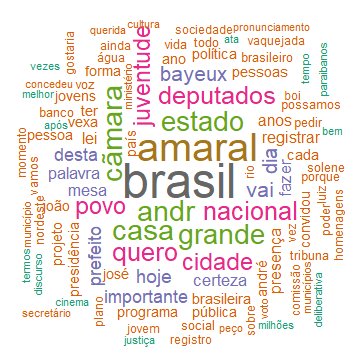 querida cultura
gostaria ainda vida todo sociedade pronunciamento
ata vaquejada
vezes água ano política brasileiro
forma bayeux pessoas tempo paraibanos
concedeu voz juventude deputados boi
melhor jovens possamos
banco ter câmara estado anos pedir
após vexa registrar bem
pessoa lei país amaral
momento desta dia cada solene
vamos palavra brasil rio fazer porque
mesa vai
nordeste joão povo andr nacional convidou poder luiz homenagens
município casa grande presença vez
termos projeto prefeito quero cidade tribuna
discurso presidência josé hoje certeza andré comissão municípios
cinema plano importante brasileira sobre voto deliberativa
secretário programa pública milhões
jovem social peço
justiça registro